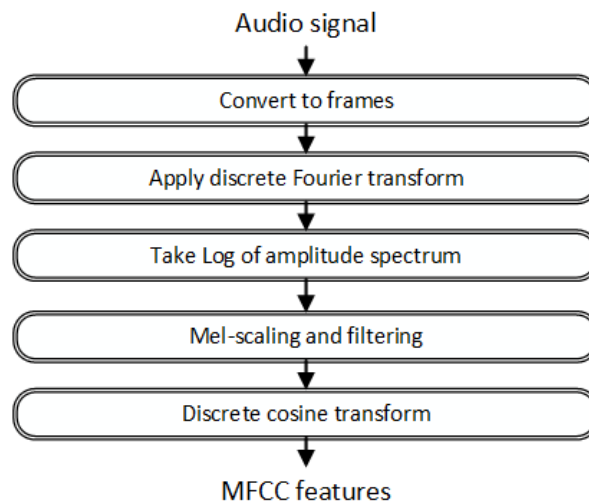 Audio signal
Convert to frames
Apply discrete Fourier transform
Take Log of amplitude spectrum
Mel-scaling and filtering
Discrete cosine transform
MFCC features